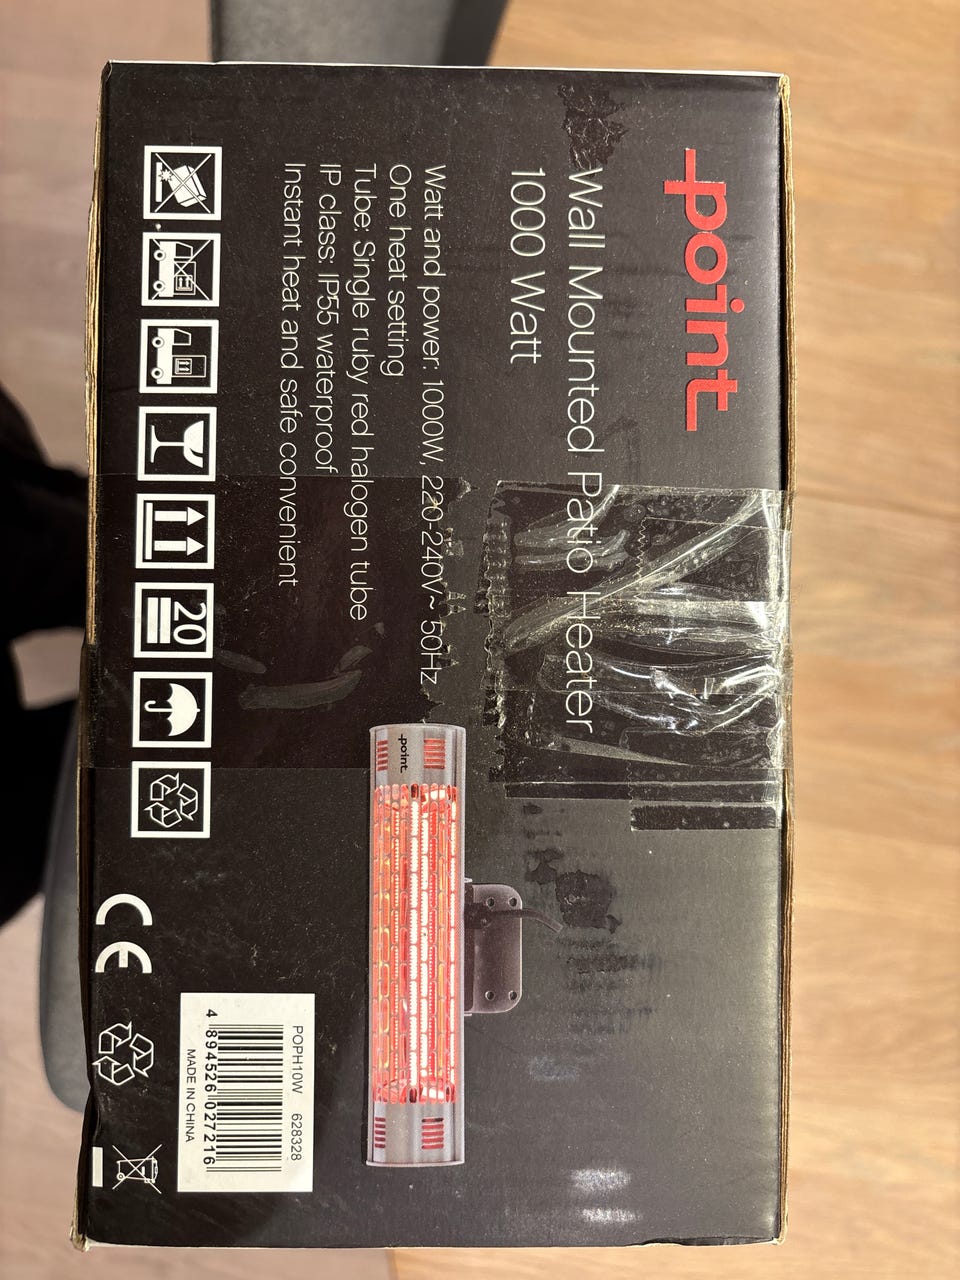 point
Wall Mounted Patio Heater
1000 Watt
Watt and power: 1000W, 220-240V~ 50Hz
One heat setting
Tube: Single ruby red halogen tube
IP class: IP55 waterproof
Instant heat and safe convenient
point
20
CE
POPH10W 628328
4 894526 027216
MADE IN CHINA